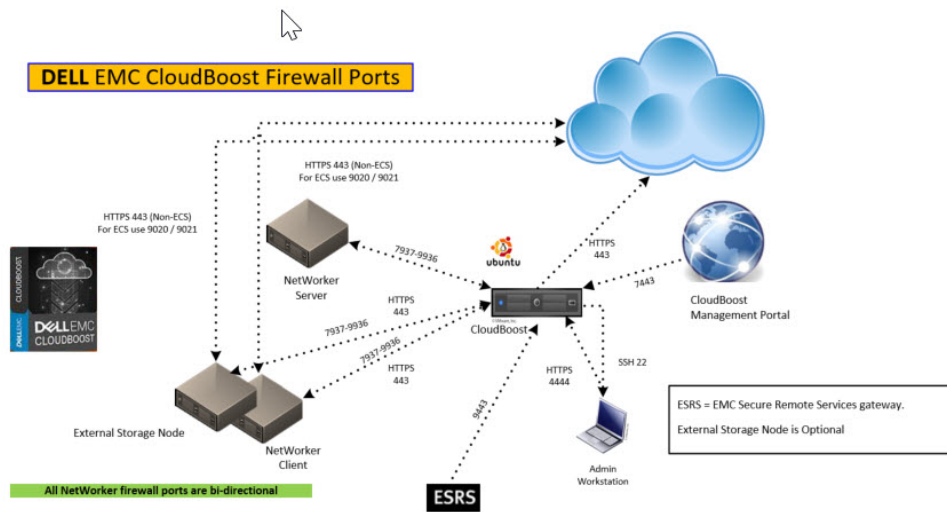 DELL EMC CloudBoost Firewall Ports
HTTPS 443 (Non-ECS)
For ECS use 9020 / 9021
HTTPS 443 (Non-ECS)
For ECS use 9020 / 9021
NetWorker
Server
7937-9936
ubuntu
HTTPS
443
7443
CloudBoost
Management Portal
CLOUDBOOST
DELLEMC
DELLEMC
CLOUDBOOST
HTTPS
443
7937-9936
CloudBoost
7937-9936
HTTPS
443
SSH 22
HTTPS
4444
9443
External Storage Node
NetWorker
Client
Admin
Workstation
ESRS = EMC Secure Remote Services gateway.
External Storage Node is Optional
All NetWorker firewall ports are bi-directional
ESRS